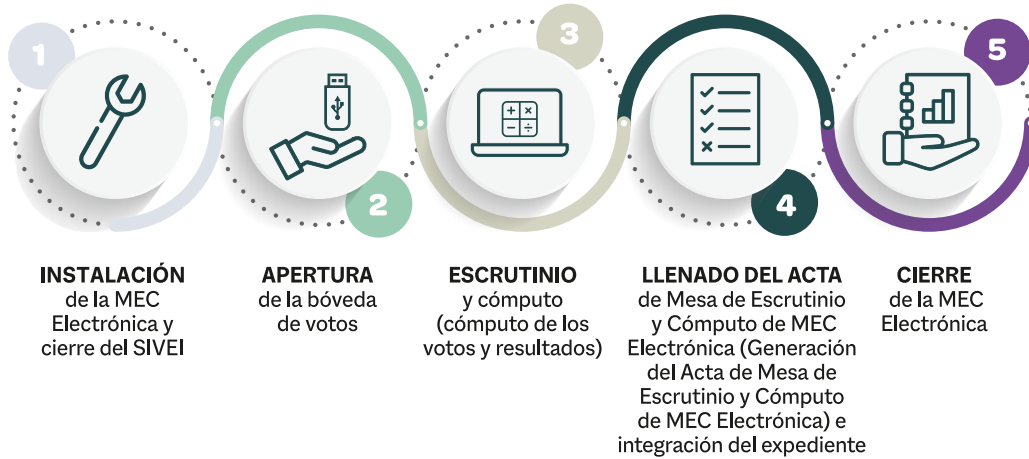 1
INSTALACIÓN
de la MEC
Electrónica y
cierre del SIVEI
2
APERTURA
de la bóveda
de votos
3
ESCRUTINIO
y cómputo
(cómputo de los
votos y resultados)
4
LLENADO DEL ACTA
de Mesa de Escrutinio
y Cómputo de MEC
Electrónica (Generación
del Acta de Mesa de
Escrutinio y Cómputo
de MEC Electrónica) e
integración del expediente
5
CIERRE
de la MEC
Electrónica